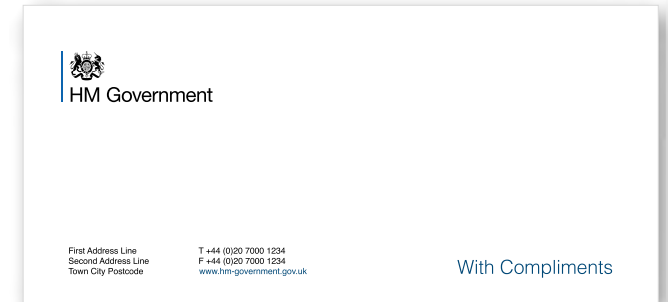 HM Government
First Address Line
Second Address Line
Town City Postcode
T +44 (0)20 7000 1234
F +44 (0)20 7000 1234
www.hm-government.gov.uk
With Compliments